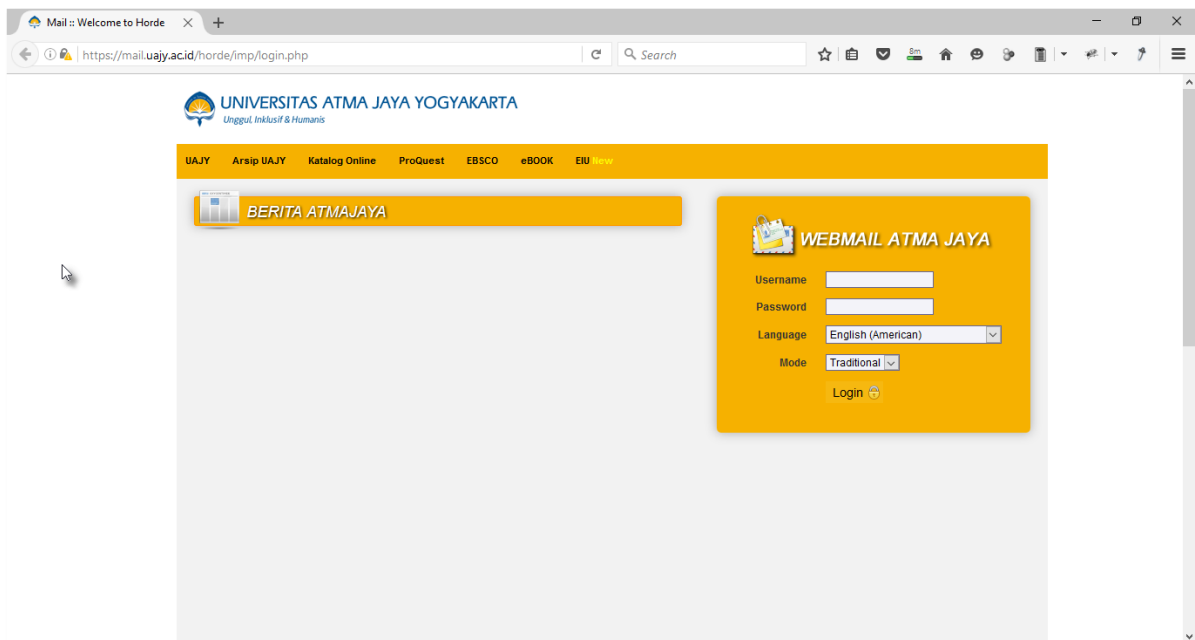 Mail :: Welcome to Horde
https://mail.uajy.ac.id/horde/imp/login.php
Search
8m
UNIVERSITAS ATMA JAYA YOGYAKARTA
Unggul, Inklusif & Humanis
UAJY Arsip UAJY Katalog Online ProQuest EBSCO eBOOK EIU New
BERITA ATMAJAYA
WEBMAIL ATMA JAYA
Username
Password
Language English (American)
Mode Traditional
Login